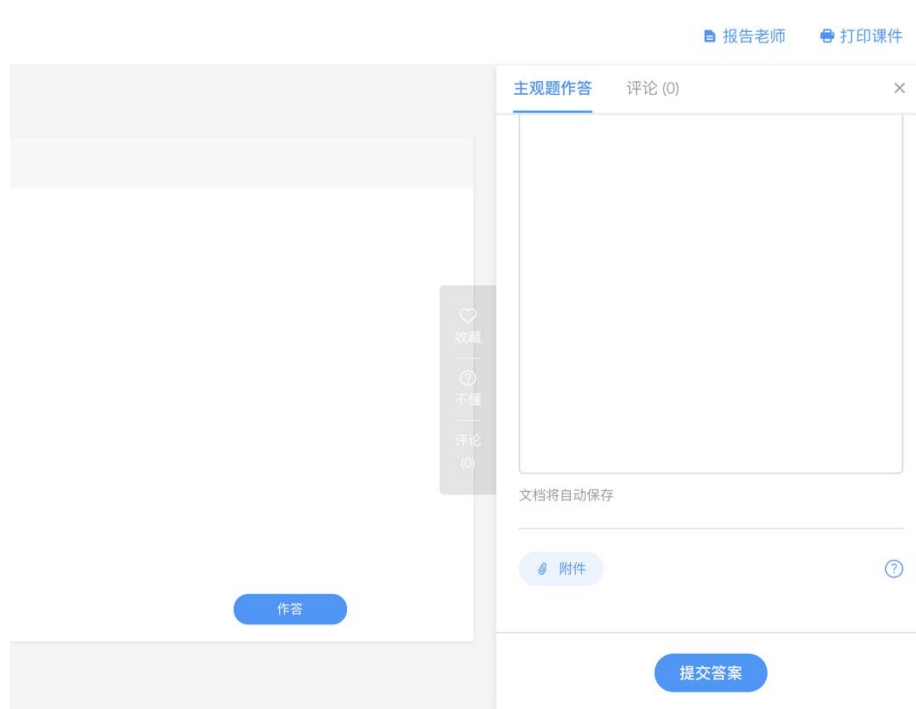 报告老师
打印课件
主观题作答
评论 (0)
收藏
不懂
评论
(0)
文档将自动保存
附件
作答
提交答案